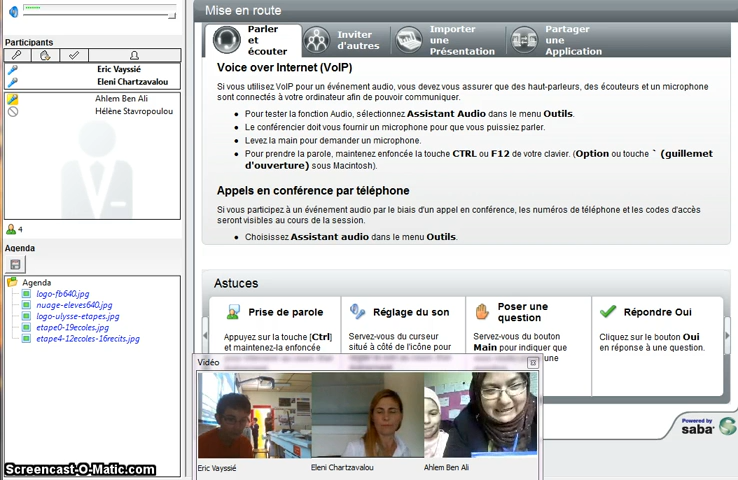 Participants
Eric Vayssié
Eleni Chartzavalou
Ahlem Ben Ali
Hélène Stavropoulou
4
Agenda
Agenda
logo-fb640.jpg
nuage-eleves640.jpg
logo-ulysse-etapes.jpg
etape0-19ecoles.jpg
etape4-12ecoles-16recits.jpg
Screencast-O-Matic.com
Mise en route
Parler
et
écouter
Inviter
d'autres
Importer
une
Présentation
Partager
une
Application
Voice over Internet (VoIP)
Si vous utilisez VoIP pour un événement audio, vous devez vous assurer que des haut-parleurs, des écouteurs et un microphone
sont connectés à votre ordinateur afin de pouvoir communiquer.
Pour tester la fonction Audio, sélectionnez Assistant Audio dans le menu Outils.
Le conférencier doit vous fournir un microphone pour que vous puissiez parler.
Levez la main pour demander un microphone.
Pour prendre la parole, maintenez enfoncée la touche CTRL ou F12 de votre clavier. (Option ou touche ` (guillemet
d'ouverture) sous Macintosh).
Appels en conférence par téléphone
Si vous participez à un événement audio par le biais d'un appel en conférence, les numéros de téléphone et les codes d'accès
seront visibles au cours de la session.
Choisissez Assistant audio dans le menu Outils.
Astuces
Prise de parole
Appuyez sur la touche [Ctrl]
et maintenez-la enfoncée
Réglage du son
Servez-vous du curseur
situé à côté de l'icône pour
Poser une
question
Servez-vous du bouton
Main pour indiquer que
une
Répondre Oui
Cliquez sur le bouton Oui
en réponse à une question.
Vidéo
Eric Vayssié
Eleni Chartzavalou
Ahlem Ben Ali
Powered by
saba